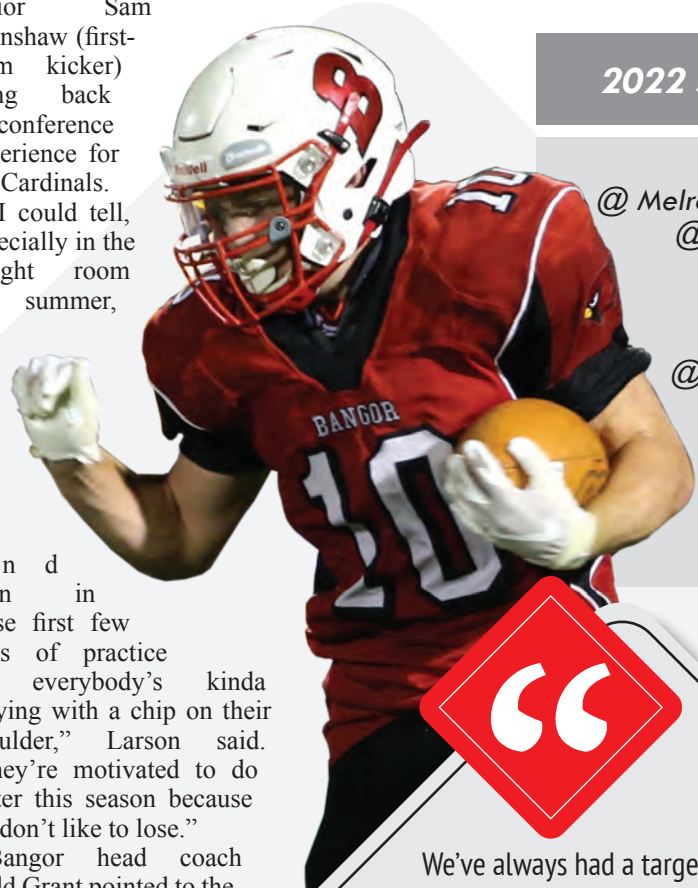 Sam
nshaw (first-
kicker)
back
conference
erience for
Cardinals.
I could tell,
ecially in the
ght room
summer,
n d
n in
se first few
s of practice
everybody's kinda
ying with a chip on their
ulder,” Larson said.
hey're motivated to do
ter this season because
don't like to lose.”
Bangor head coach
ld Grant pointed to the
BANGOR
10
10
2022
@ Melr
@
@
“
We've always had a targe